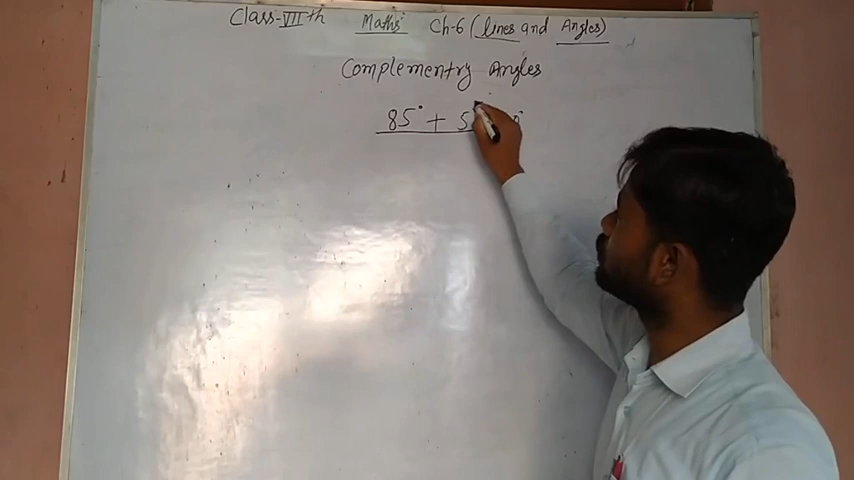 Class-VIIth Maths Ch-6 (lines and Angles)
Complementry Angles
85° + 5